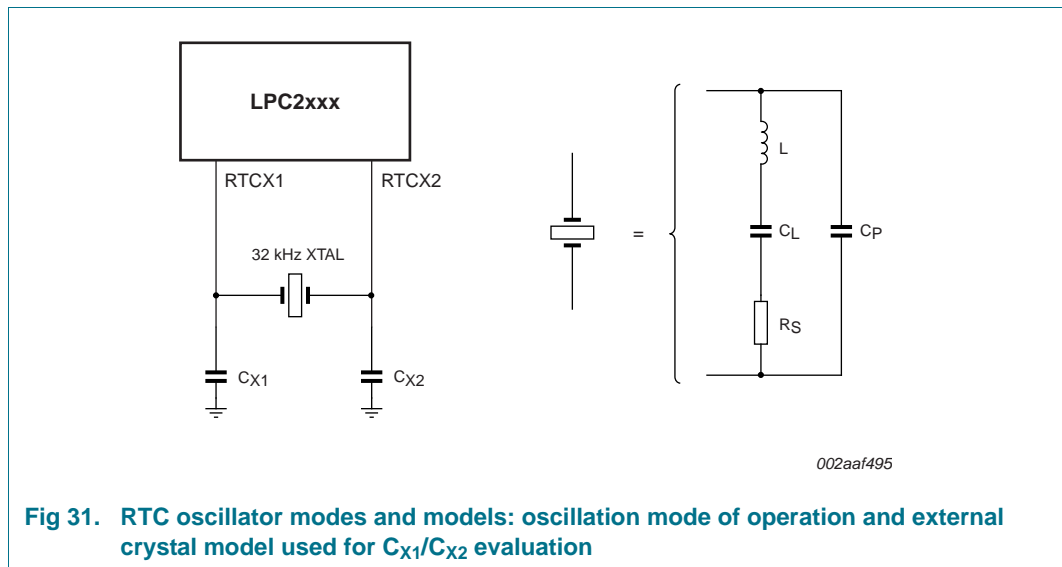 LPC2xxx
RTCX1 RTCX2
32 kHz XTAL
CX1 CX2
=
L
CL CP
RS
002aaf495
Fig 31. RTC oscillator modes and models: oscillation mode of operation and external
crystal model used for CX1/CX2 evaluation